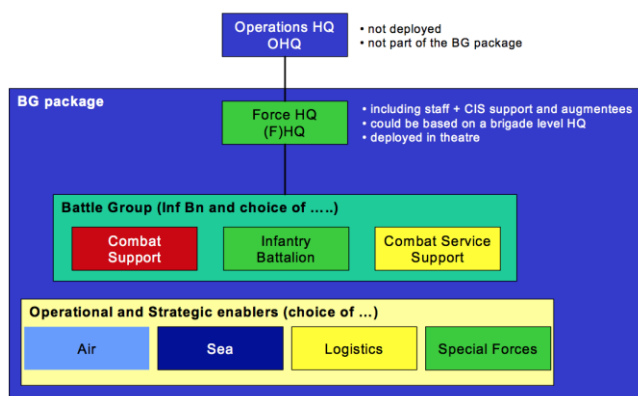 Operations HQ
OHQ
• not deployed
• not part of the BG package
BG package
Force HQ
(F)HQ
• including staff + CIS support and augmentees
• could be based on a brigade level HQ
• deployed in theatre
Battle Group (Inf Bn and choice of .....)
Combat
Support
Infantry
Battalion
Combat Service
Support
Operational and Strategic enablers (choice of ...)
Air
Sea
Logistics
Special Forces